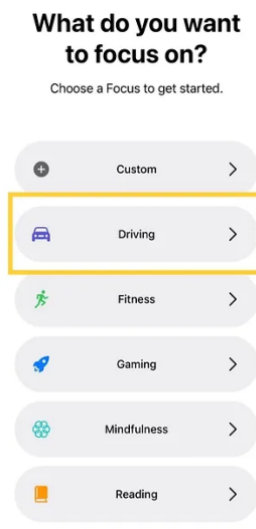 What do you want
to focus on?
Choose a Focus to get started.
Custom
Driving
Fitness
Gaming
Mindfulness
Reading